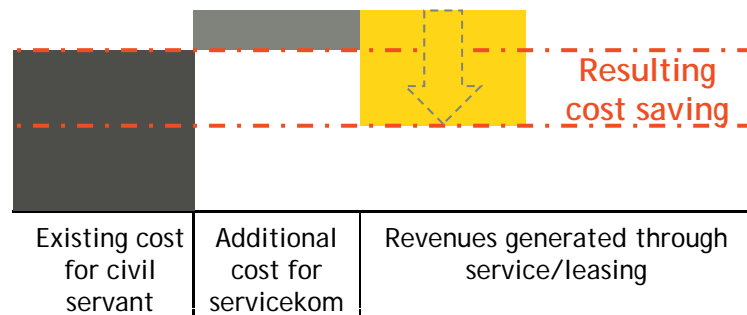 Resulting
cost saving
Existing cost
for civil
servant
Additional
cost for
servicekom
Revenues generated through
service/leasing